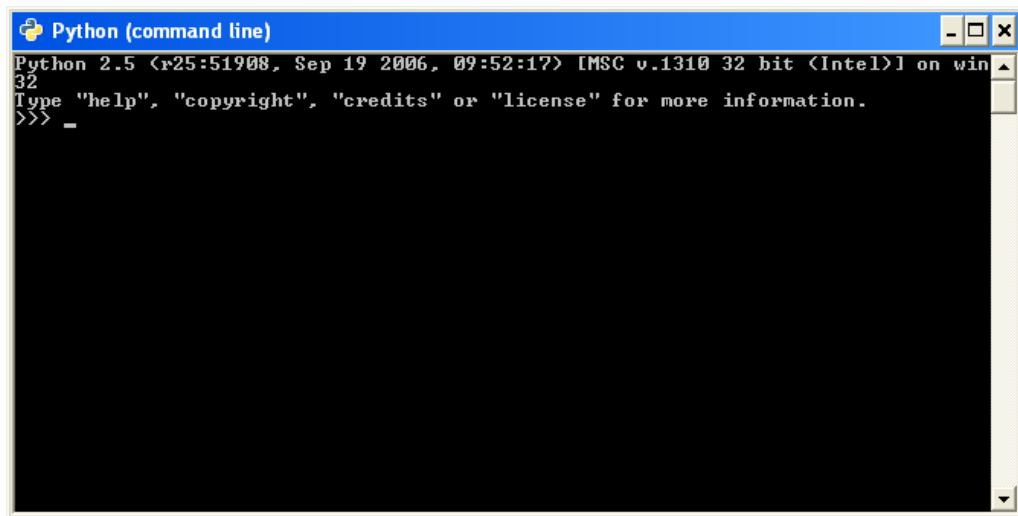 Python (command line)
Python 2.5 (r25:51908, Sep 19 2006, 09:52:17) [MSC v.1310 32 bit (Intel)] on win
32
Type "help", "copyright", "credits" or "license" for more information.
>>> _